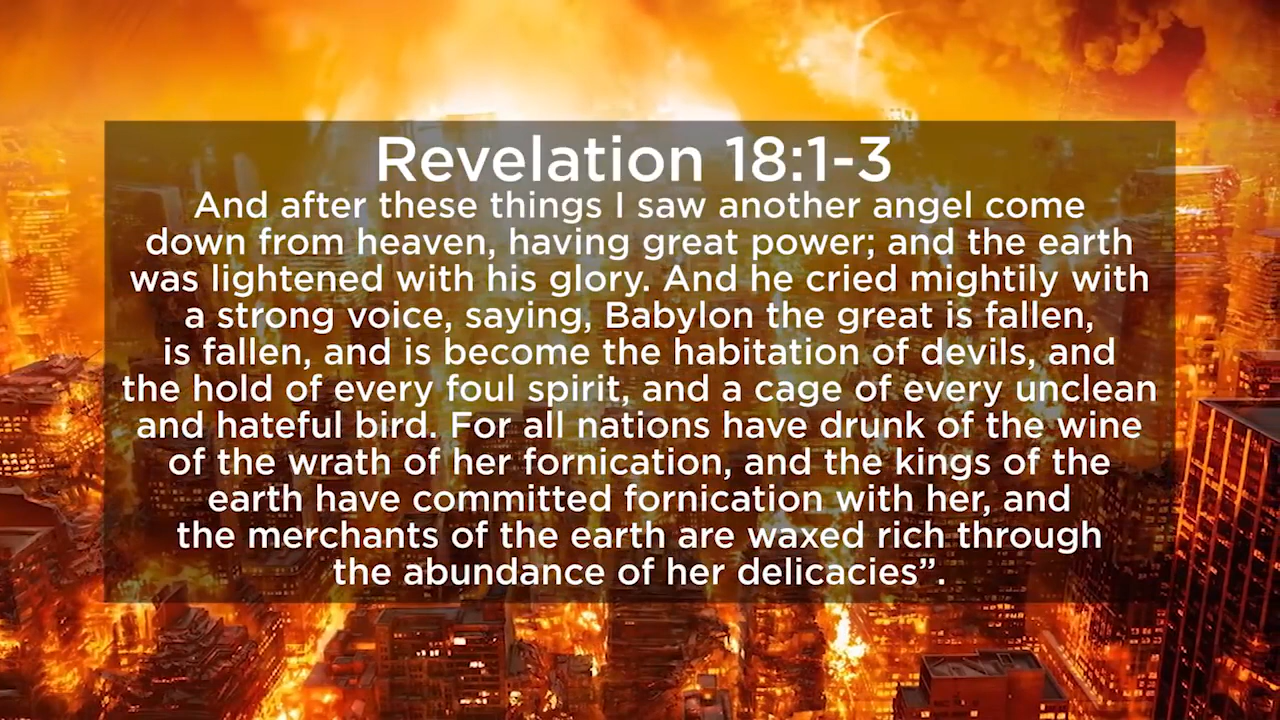 Revelation 18:1-3
And after these things I saw another angel come
down from heaven, having great power; and the earth
was lightened with his glory. And he cried mightily with
a strong voice, saying, Babylon the great is fallen,
is fallen, and is become the habitation of devils, and
the hold of every foul spirit, and a cage of every unclean
and hateful bird. For all nations have drunk of the wine
of the wrath of her fornication, and the kings of the
earth have committed fornication with her, and
the merchants of the earth are waxed rich through
the abundance of her delicacies”.